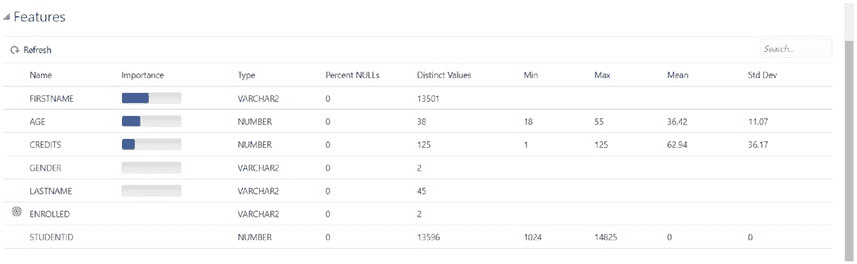 Features
Refresh Search...
Name Importance Type Percent NULLs Distinct Values Min Max Mean Std Dev
FIRSTNAME VARCHAR2 0 13501
AGE NUMBER 0 38 18 55 36.42 11.07
CREDITS NUMBER 0 125 1 125 62.94 36.17
GENDER VARCHAR2 0 2
LASTNAME VARCHAR2 0 45
ENROLLED VARCHAR2 0 2
STUDENTID NUMBER 0 13596 1024 14825 0 0